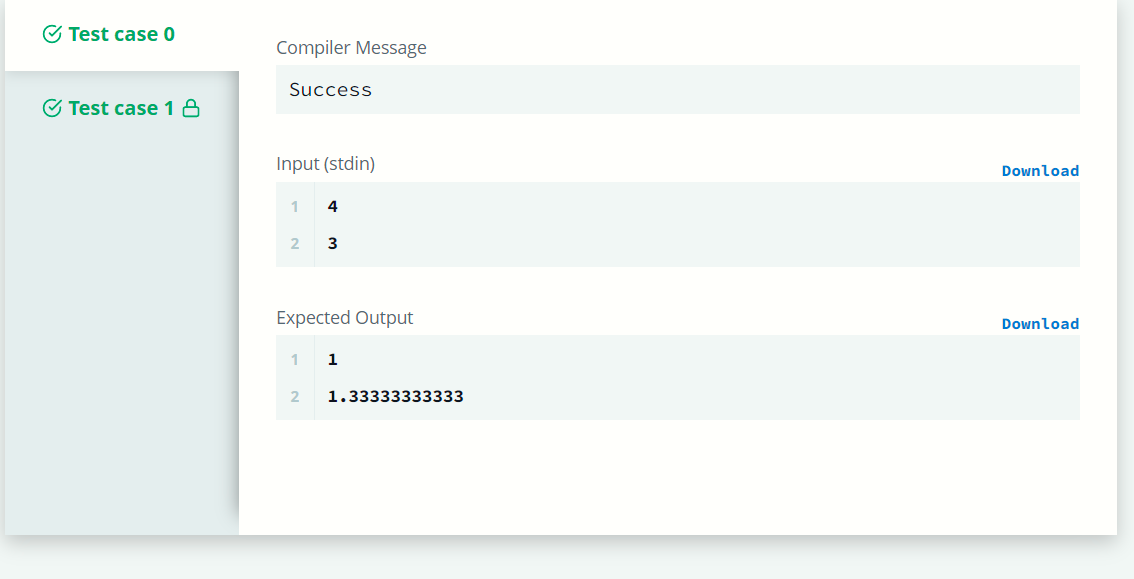 Test case 0
Test case 1
Compiler Message
Success
Input (stdin)
Download
1 4
2 3
Expected Output
Download
1 1
2 1.33333333333